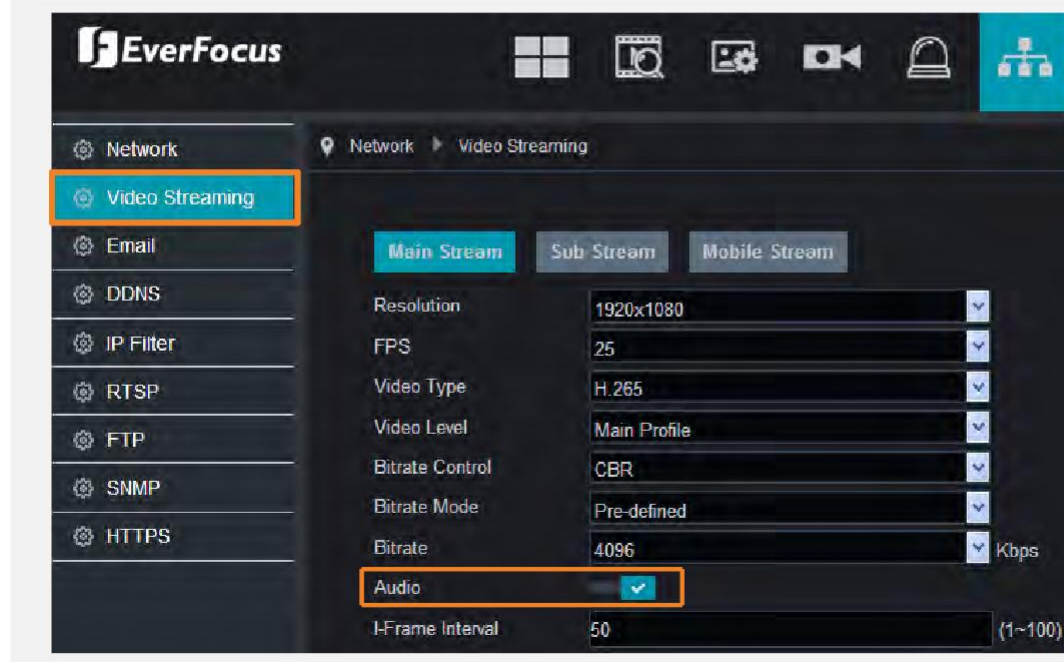 EverFocus
Network
Video Streaming
Email
DDNS
IP Filter
RTSP
FTP
SNMP
HTTPS
Network Video Streaming
Main Stream Sub Stream Mobile Stream
Resolution 1920x1080
FPS 25
Video Type H.265
Video Level Main Profile
Bitrate Control CBR
Bitrate Mode Pre-defined
Bitrate 4096 Kbps
Audio
I-Frame Interval 50 (1~100)